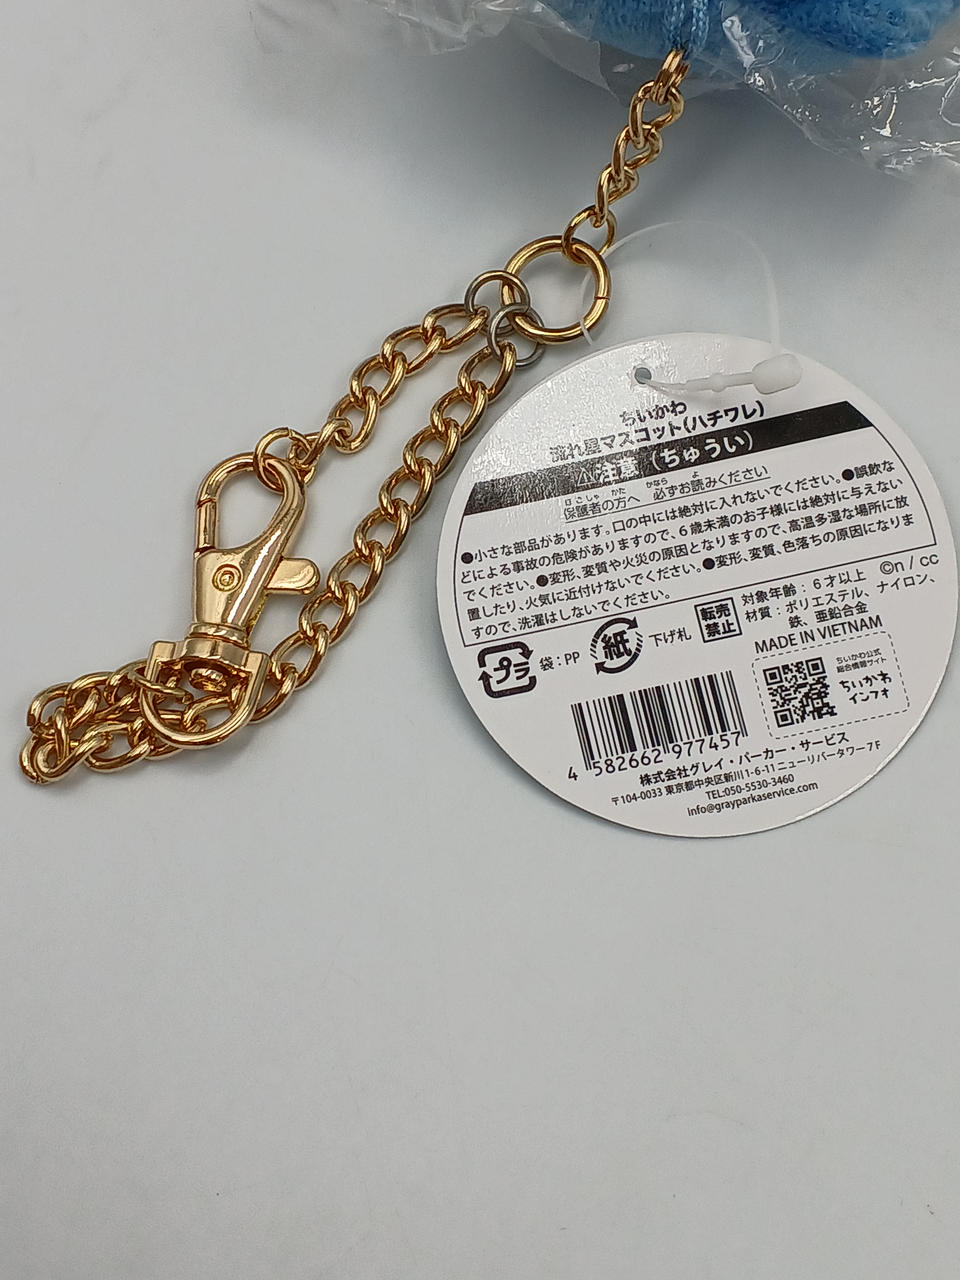 ちいかわ
流れ星マスコット(ハチワレ)
⚠注意(ちゅうい)
保護者の方へ 必ずお読みください
ほごしゃ かた かなら よ
●小さな部品があります。口の中には絶対に入れないでください。●誤飲な
どによる事故の危険がありますので、6歳未満のお子様には絶対に与えない
でください。●変形、変質や火災の原因となりますので、高温多湿な場所に放
置したり、火気に近付けないでください。●変形、変質、色落ちの原因になりま
すので、洗濯はしないでください。
©n / cc
プラ
袋:PP
紙
下げ札
転売
禁止
対象年齢:6才以上
材質:ポリエステル、ナイロン、
鉄、亜鉛合金
MADE IN VIETNAM
ちいかわ公式
総合情報サイト
ちいかわ
インフォ
4 582662 977457
株式会社グレイ・パーカー・サービス
〒104-0033 東京都中央区新川1-6-11 ニューリバータワー7F
TEL:050-5530-3460
info@grayparkaservice.com